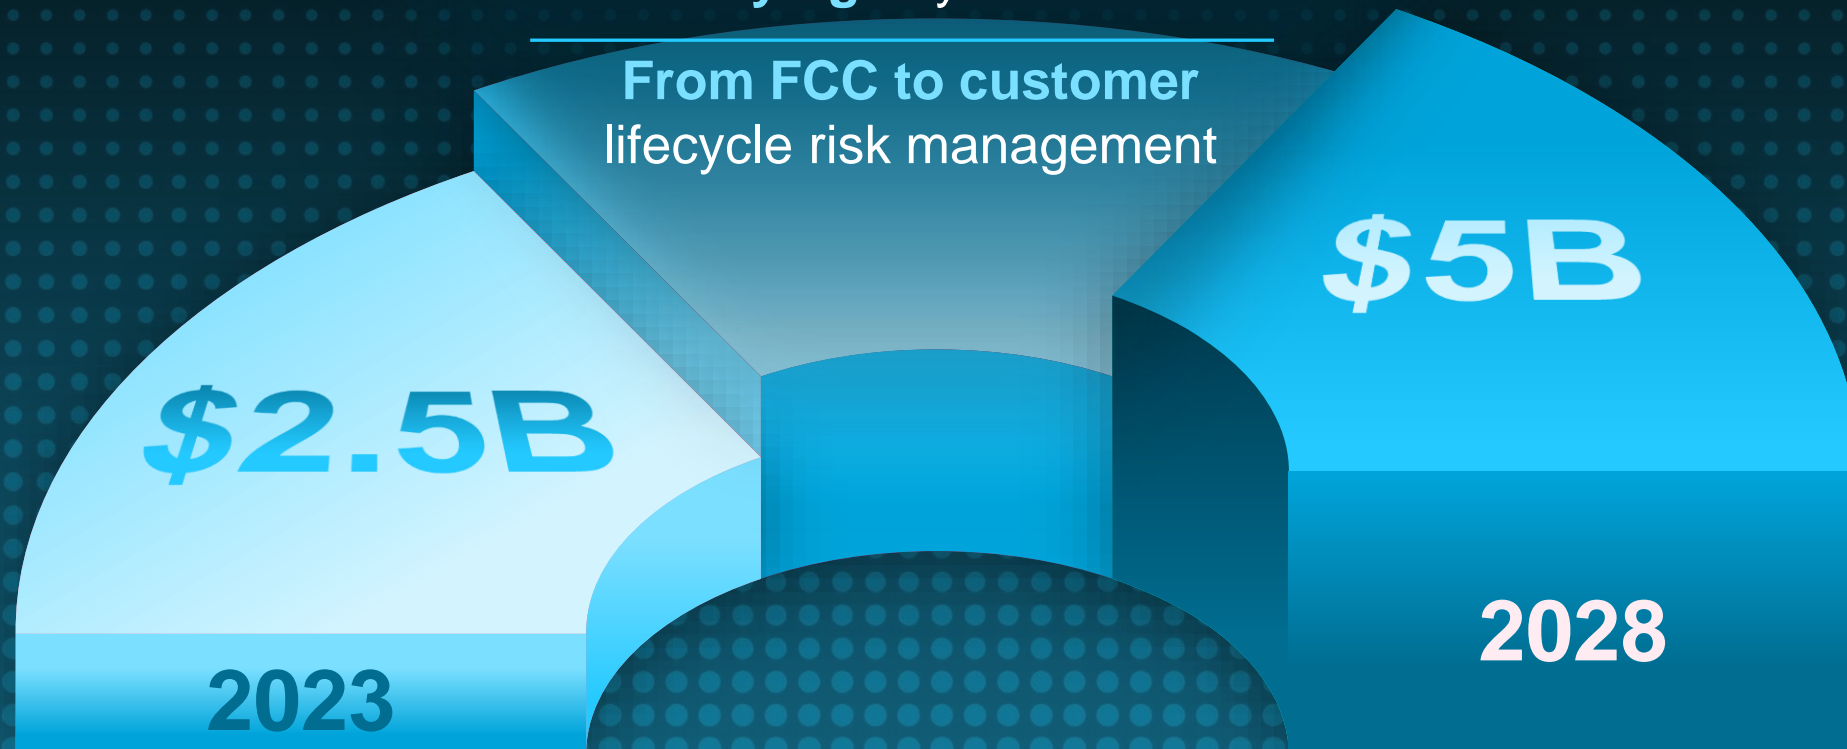 From FCC to customer
lifecycle risk management
$5B
$2.5B
2028
2023